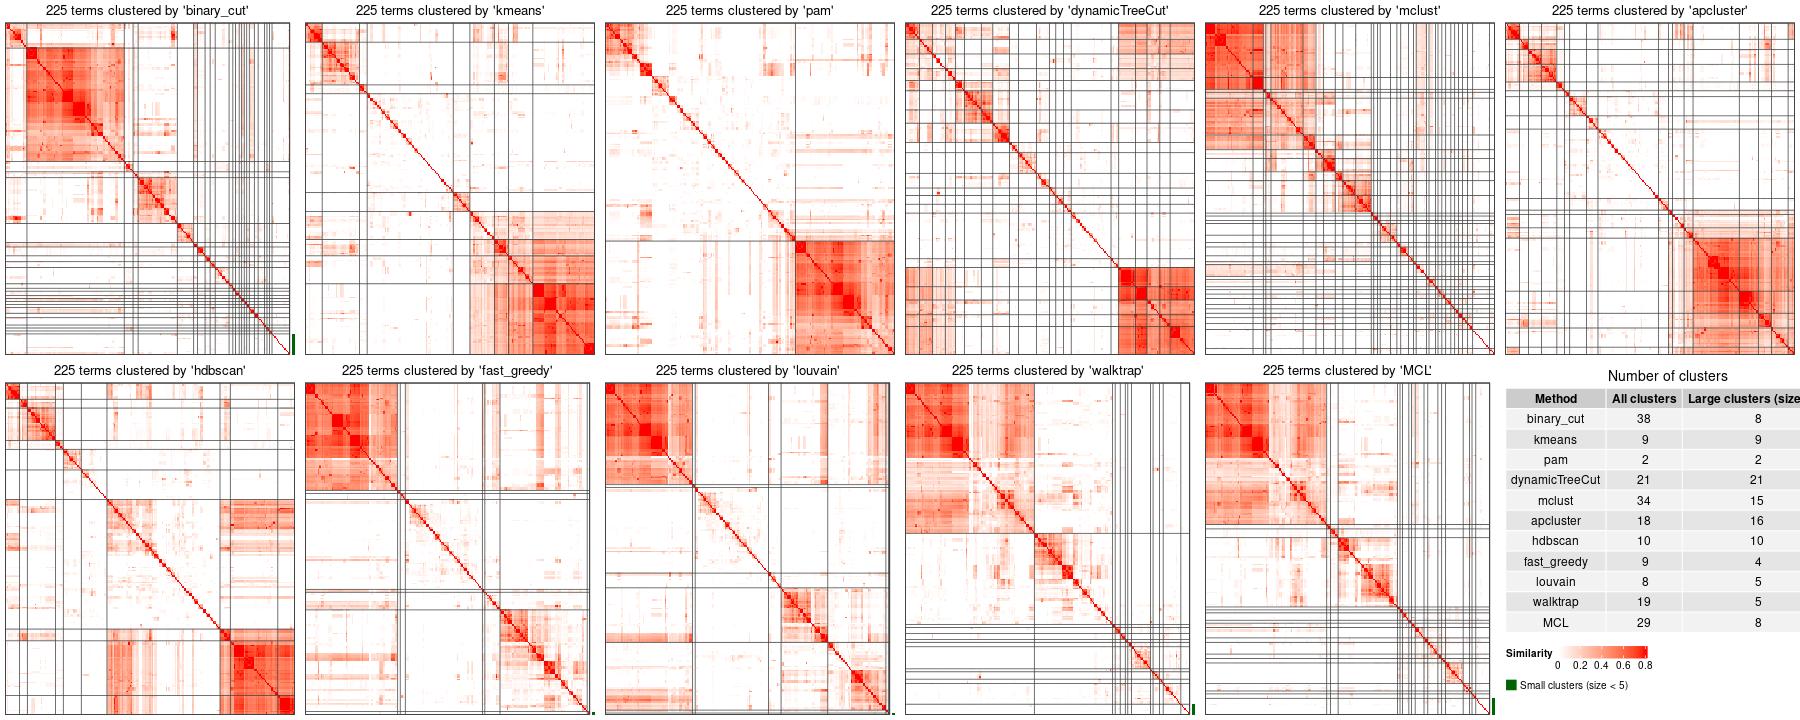 225 terms clustered by 'binary_cut'
225 terms clustered by 'kmeans'
225 terms clustered by 'pam'
225 terms clustered by 'dynamicTreeCut'
225 terms clustered by 'mclust'
225 terms clustered by 'apcluster'
225 terms clustered by 'hdbscan'
225 terms clustered by 'fast_greedy'
225 terms clustered by 'louvain'
225 terms clustered by 'walktrap'
225 terms clustered by 'MCL'
Number of clusters
Method All clusters Large clusters (size
binary_cut 38 8
kmeans 9 9
pam 2 2
dynamicTreeCut 21 21
mclust 34 15
apcluster 18 16
hdbscan 10 10
fast_greedy 9 4
louvain 8 5
walktrap 19 5
MCL 29 8
Similarity
0 0.2 0.4 0.6 0.8
Small clusters (size < 5)